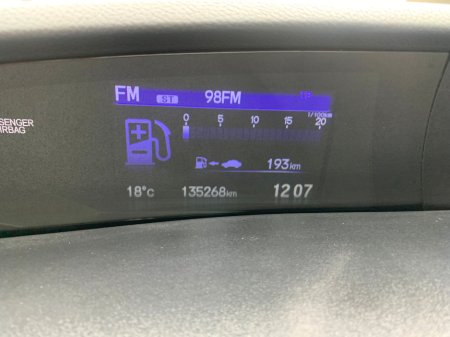 FM ST 98FM TP
l/100km
0 5 10 15 20
193km
18°C 135268km 12:07
SENGER
IRBAG